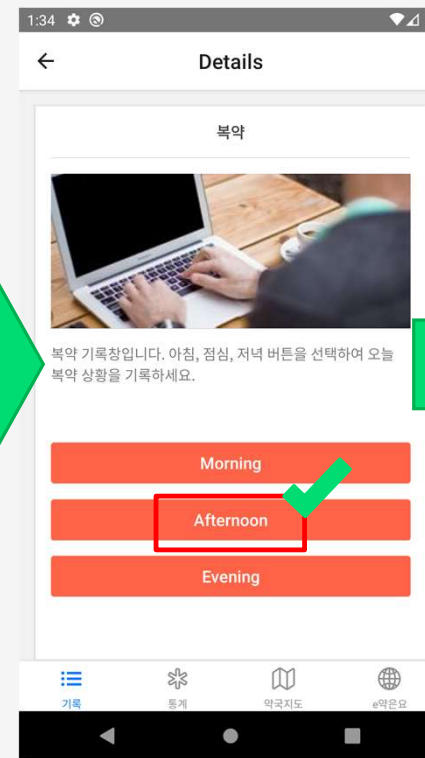 1:34
Details
복약
복약 기록창입니다. 아침, 점심, 저녁 버튼을 선택하여 오늘
복약 상황을 기록하세요.
Morning
Afternoon
Evening
기록
통계
약국지도
e약은요